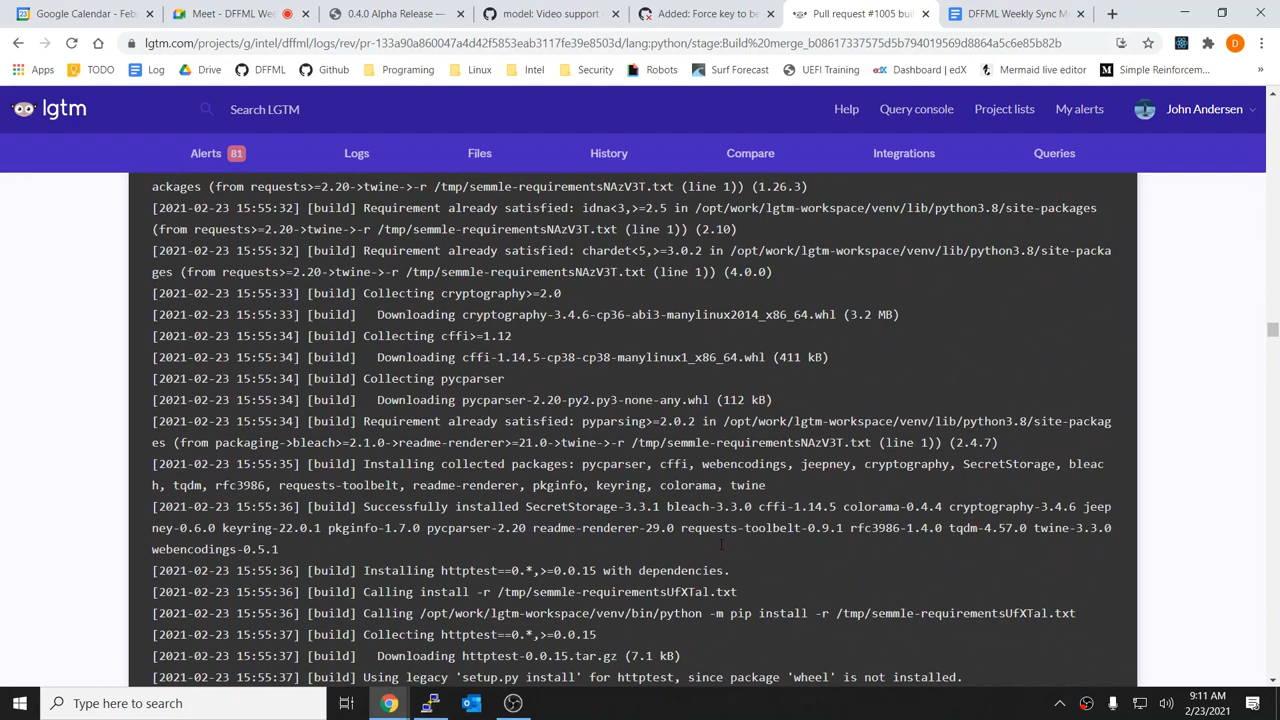 Google Calendar - Feb
Meet - DFFML We
0.4.0 Alpha Release —
model: Video support
Added: Force key to be
Pull request #1005 bui
DFFML Weekly Sync M
lgtm.com/projects/g/intel/dffml/logs/rev/pr-133a90a860047a4d42f5853eab17fe39e8503d/lang:python/stage:Build%20merge_b08617337575d5b794019569d8864a5c6e85b82b
D
Apps
TODO
Log
Drive
DFFML
Github
Programing
Linux
Intel
Security
Robots
Surf Forecast
UEFI Training
Dashboard | edX
Mermaid live editor
Simple Reinforcem...
»
lgtm
Search LGTM
Help
Query console
Project lists
My alerts
John Andersen
Alerts 81
Logs
Files
History
Compare
Integrations
Queries
ackages (from requests>=2.20->twine->-r /tmp/semmle-requirementsNAzV3T.txt (line 1)) (1.26.3)
[2021-02-23 15:55:32] [build] Requirement already satisfied: idna<3,>=2.5 in /opt/work/lgtm-workspace/venv/lib/python3.8/site-packages
(from requests>=2.20->twine->-r /tmp/semmle-requirementsNAzV3T.txt (line 1)) (2.10)
[2021-02-23 15:55:32] [build] Requirement already satisfied: chardet<5,>=3.0.2 in /opt/work/lgtm-workspace/venv/lib/python3.8/site-packa
ges (from requests>=2.20->twine->-r /tmp/semmle-requirementsNAzV3T.txt (line 1)) (4.0.0)
[2021-02-23 15:55:33] [build] Collecting cryptography>=2.0
[2021-02-23 15:55:33] [build]   Downloading cryptography-3.4.6-cp36-abi3-manylinux2014_x86_64.whl (3.2 MB)
[2021-02-23 15:55:34] [build] Collecting cffi>=1.12
[2021-02-23 15:55:34] [build]   Downloading cffi-1.14.5-cp38-cp38-manylinux1_x86_64.whl (411 kB)
[2021-02-23 15:55:34] [build] Collecting pycparser
[2021-02-23 15:55:34] [build]   Downloading pycparser-2.20-py2.py3-none-any.whl (112 kB)
[2021-02-23 15:55:34] [build] Requirement already satisfied: pyparsing>=2.0.2 in /opt/work/lgtm-workspace/venv/lib/python3.8/site-packag
es (from packaging->bleach>=2.1.0->readme-renderer>=21.0->twine->-r /tmp/semmle-requirementsNAzV3T.txt (line 1)) (2.4.7)
[2021-02-23 15:55:35] [build] Installing collected packages: pycparser, cffi, webencodings, jeepney, cryptography, SecretStorage, bleac
h, tqdm, rfc3986, requests-toolbelt, readme-renderer, pkginfo, keyring, colorama, twine
[2021-02-23 15:55:36] [build] Successfully installed SecretStorage-3.3.1 bleach-3.3.0 cffi-1.14.5 colorama-0.4.4 cryptography-3.4.6 jeep
ney-0.6.0 keyring-22.0.1 pkginfo-1.7.0 pycparser-2.20 readme-renderer-29.0 requests-toolbelt-0.9.1 rfc3986-1.4.0 tqdm-4.57.0 twine-3.3.0
webencodings-0.5.1
[2021-02-23 15:55:36] [build] Installing httptest==0.*,>=0.0.15 with dependencies.
[2021-02-23 15:55:36] [build] Calling install -r /tmp/semmle-requirementsUfXTal.txt
[2021-02-23 15:55:36] [build] Calling /opt/work/lgtm-workspace/venv/bin/python -m pip install -r /tmp/semmle-requirementsUfXTal.txt
[2021-02-23 15:55:37] [build] Collecting httptest==0.*,>=0.0.15
[2021-02-23 15:55:37] [build]   Downloading httptest-0.0.15.tar.gz (7.1 kB)
[2021-02-23 15:55:37] [build] Using legacy 'setup.py install' for httptest, since package 'wheel' is not installed.
Type here to search
9:11 AM
2/23/2021